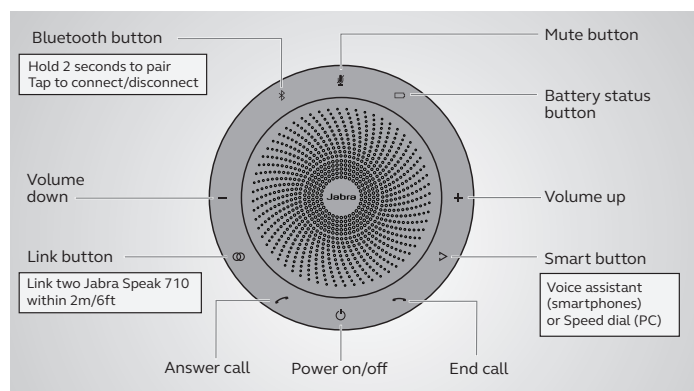 Bluetooth button
Hold 2 seconds to pair
Tap to connect/disconnect
Mute button
Battery status
button
Volume
down
Jabra
Volume up
Link button
Link two Jabra Speak 710
within 2m/6ft
Smart button
Voice assistant
(smartphones)
or Speed dial (PC)
Answer call
Power on/off
End call